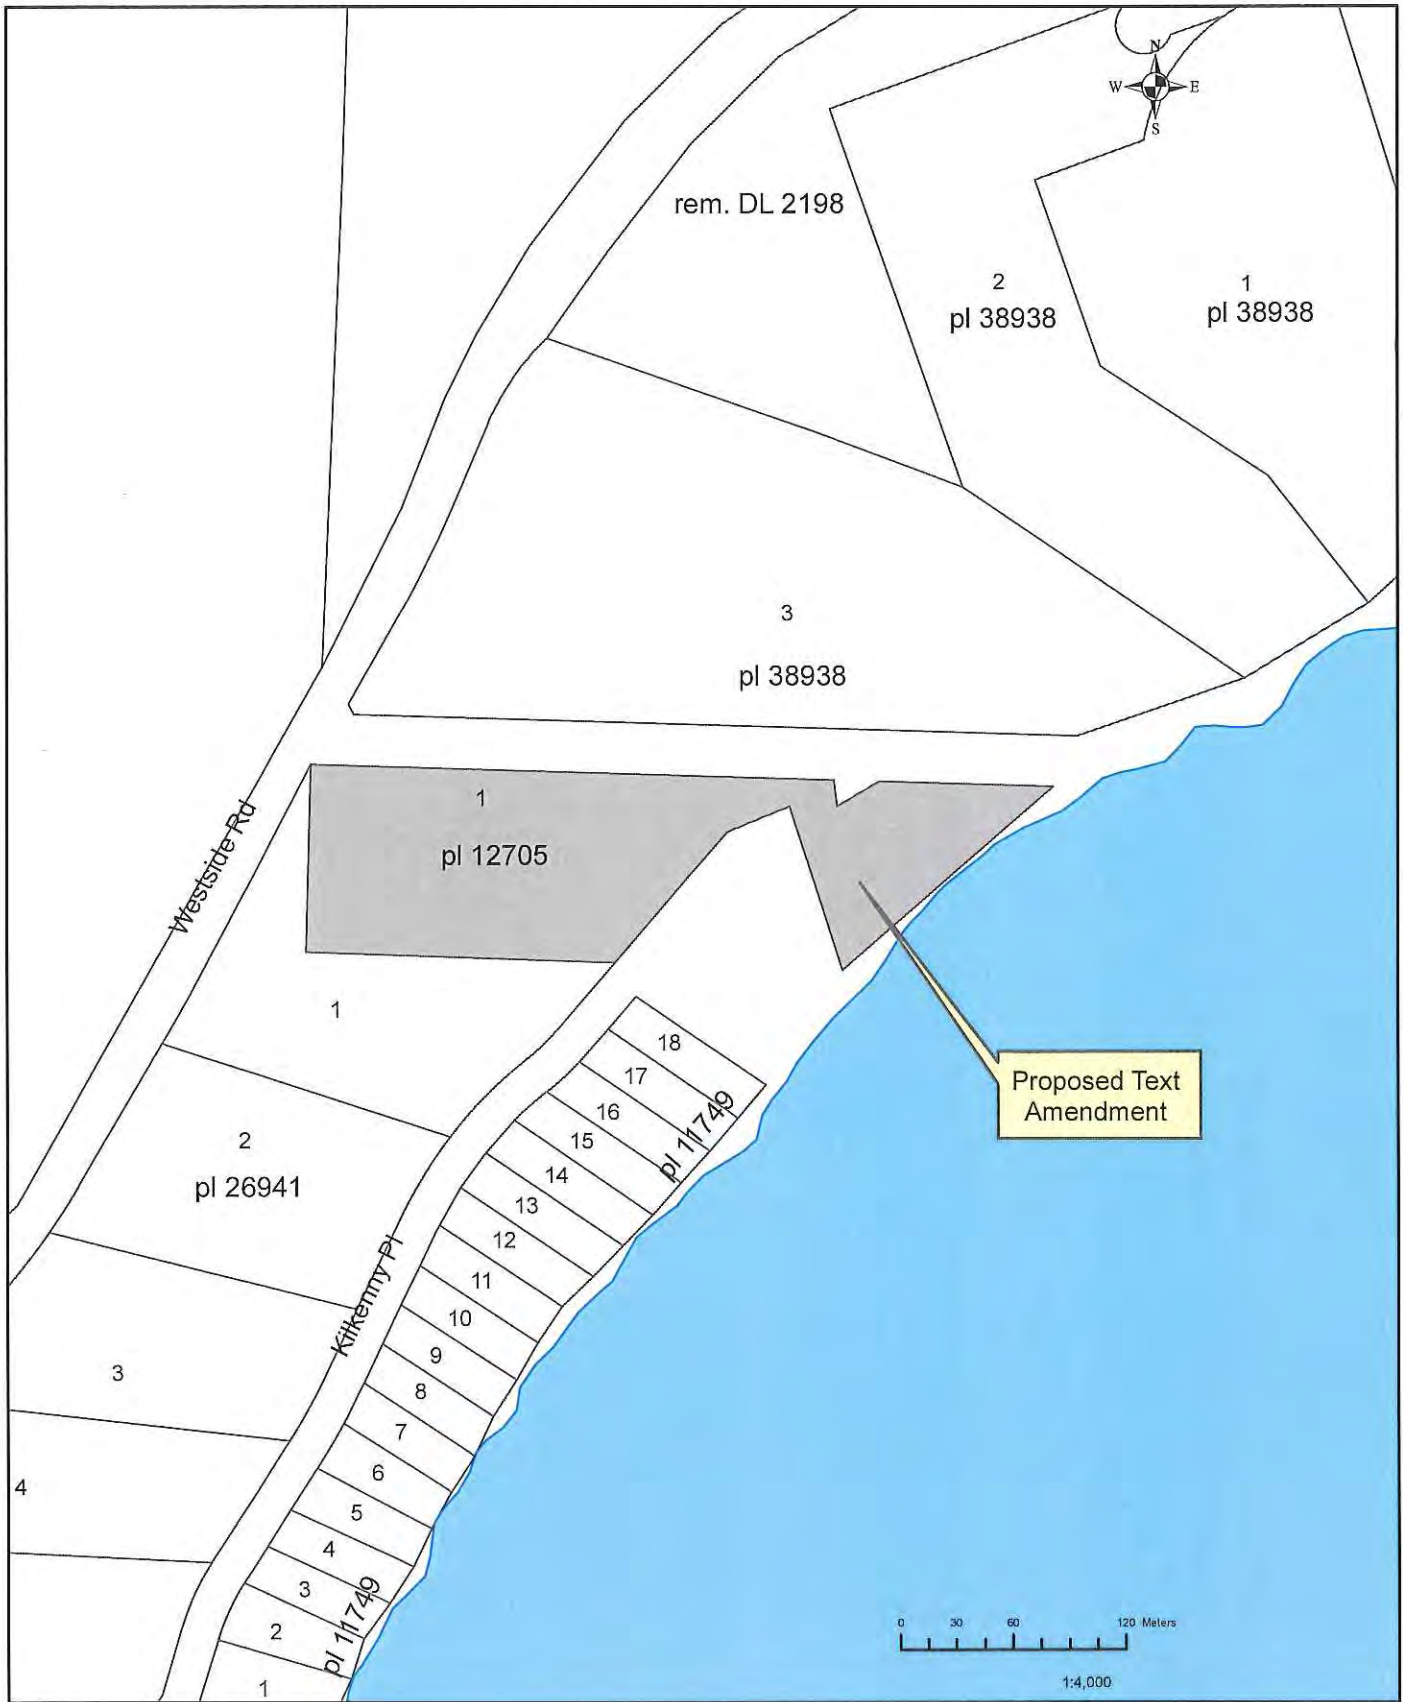 N
W E
S
rem. DL 2198
2
pl 38938
1
pl 38938
3
pl 38938
1
pl 12705
Westside Rd
1
2
pl 26941
3
4
Kilkenny Pl
18
17
16
15
14
13
12
11
10
9
8
7
6
5
4
3
2
1
pl 11749
pl 11749
Proposed Text
Amendment
0 30 60 120 Meters
1:4,000